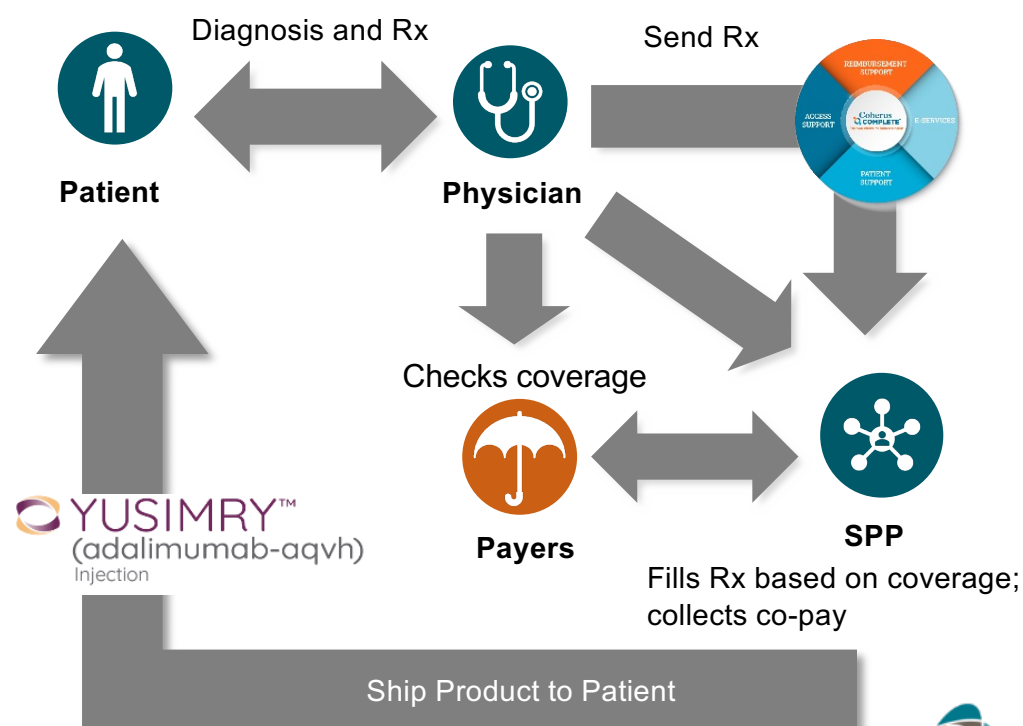 Diagnosis and Rx
Send Rx
REIMBURSEMENT
SUPPORT
ACCESS
SUPPORT
Coherus
COMPLETE™
E-SERVICES
PATIENT
SUPPORT
Patient
Physician
Checks coverage
YUSIMRY™
(adalimumab-aqvh)
Injection
Payers
SPP
Fills Rx based on coverage;
collects co-pay
Ship Product to Patient